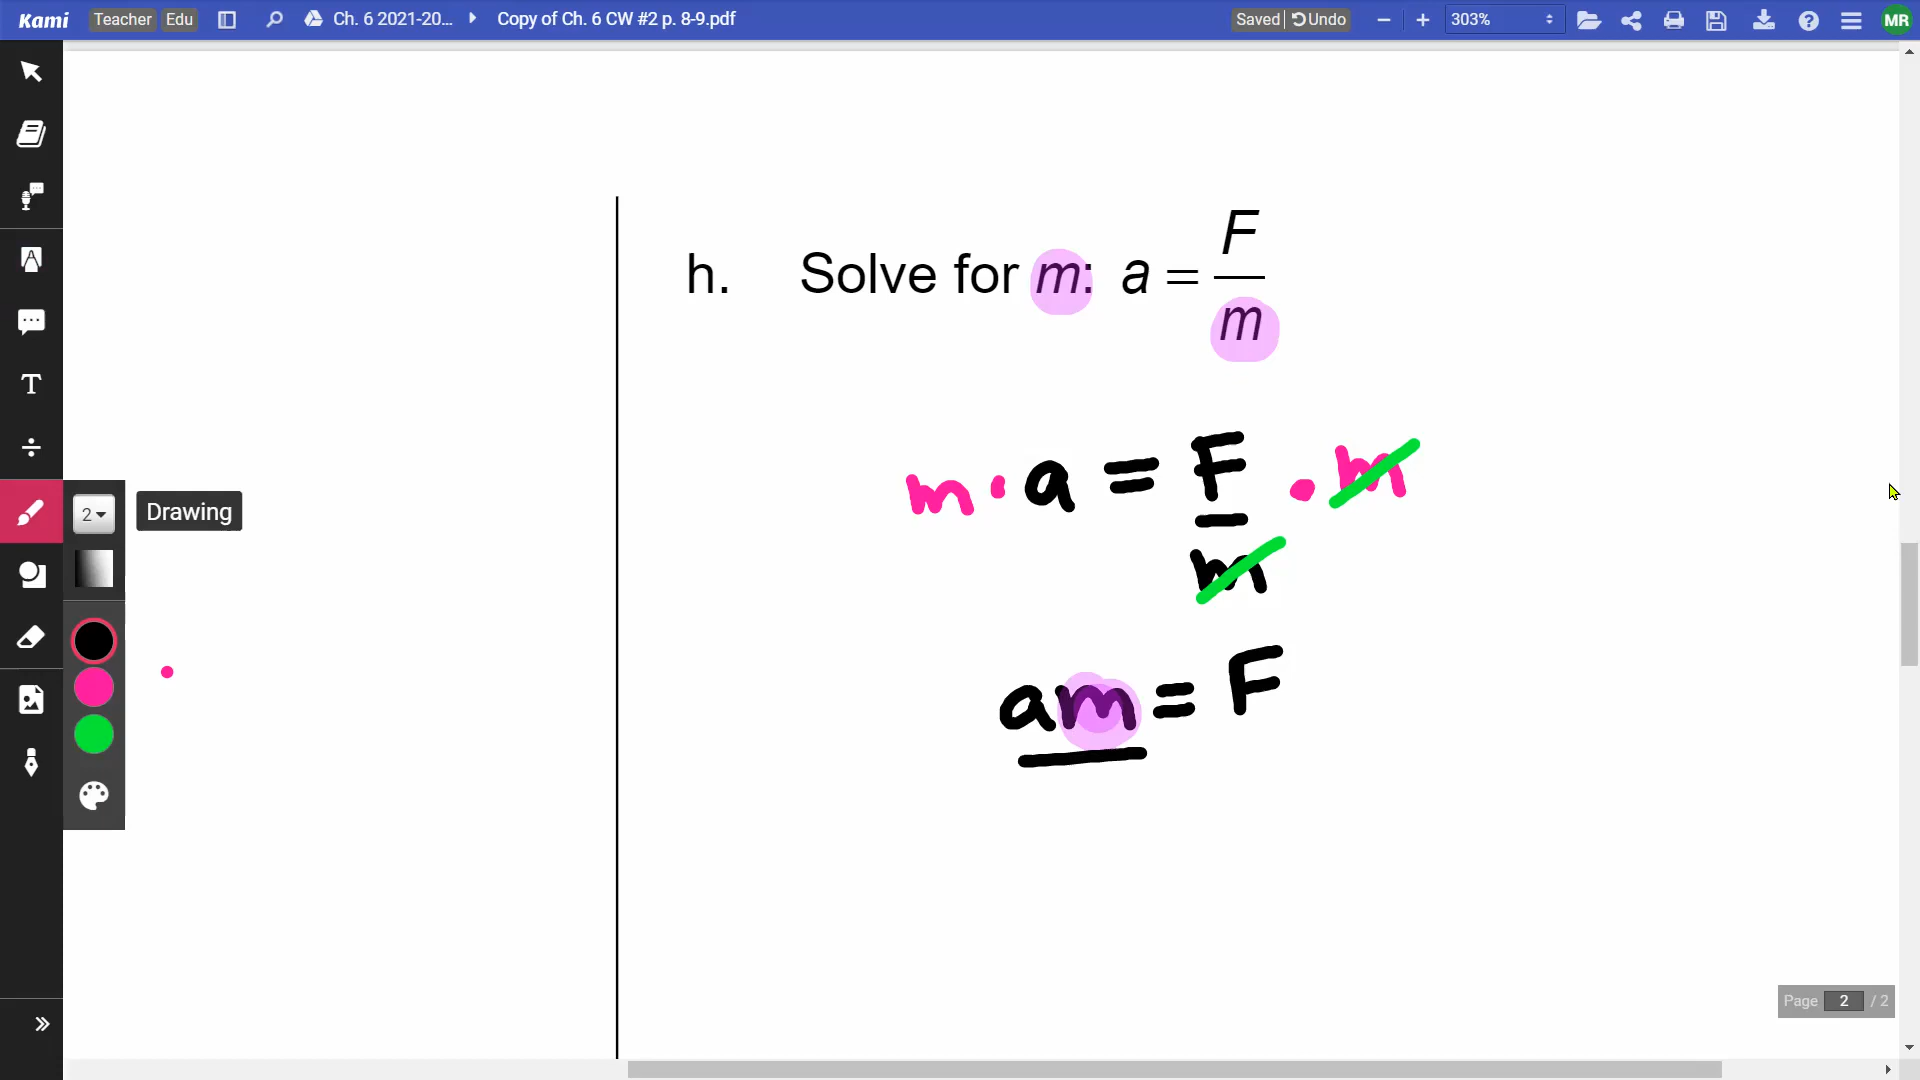 Kami Teacher Edu Ch. 6 2021-20... Copy of Ch. 6 CW #2 p. 8-9.pdf Saved Undo 303% MR
h. Solve for m: a = F/m
m · a = F/m · m
2
Drawing
am = F
Page 2 / 2